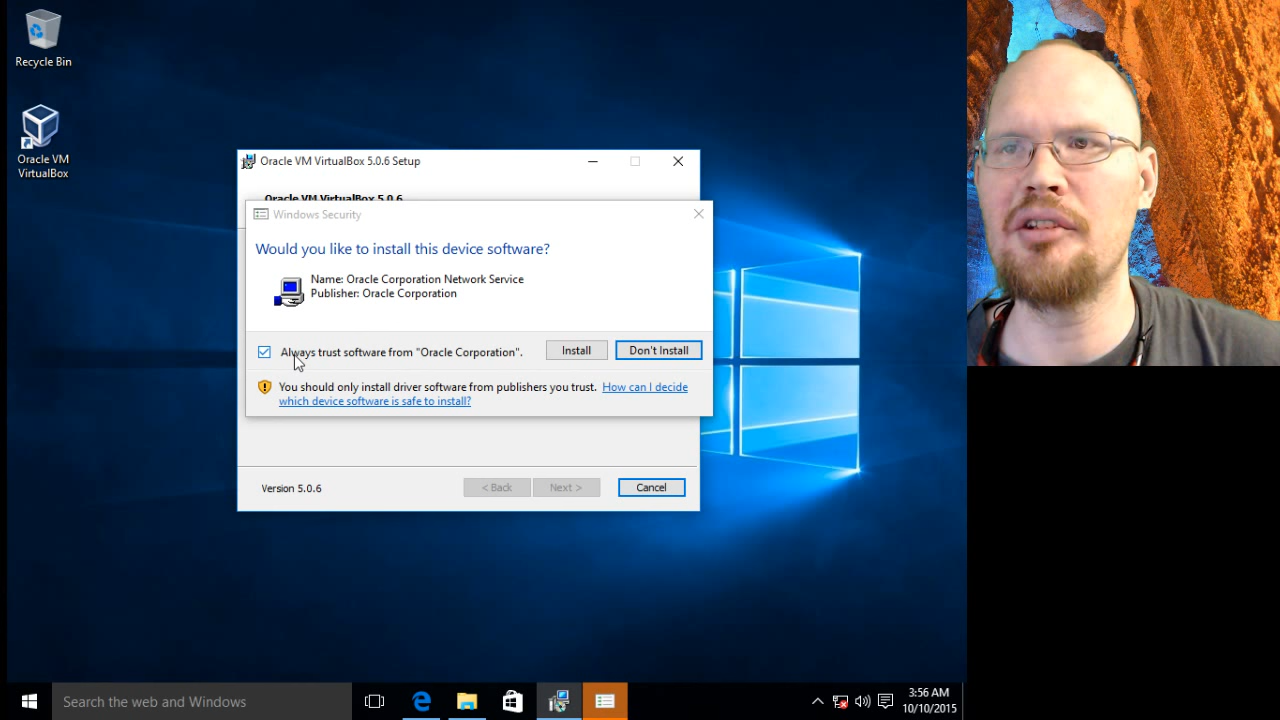 Recycle Bin
Oracle VM
VirtualBox
Oracle VM VirtualBox 5.0.6 Setup
Oracle VM VirtualBox 5.0.6
Windows Security
Would you like to install this device software?
Name: Oracle Corporation Network Service
Publisher: Oracle Corporation
Always trust software from "Oracle Corporation".
Install
Don't Install
You should only install driver software from publishers you trust. How can I decide
which device software is safe to install?
Version 5.0.6
< Back
Next >
Cancel
Search the web and Windows
3:56 AM
10/10/2015